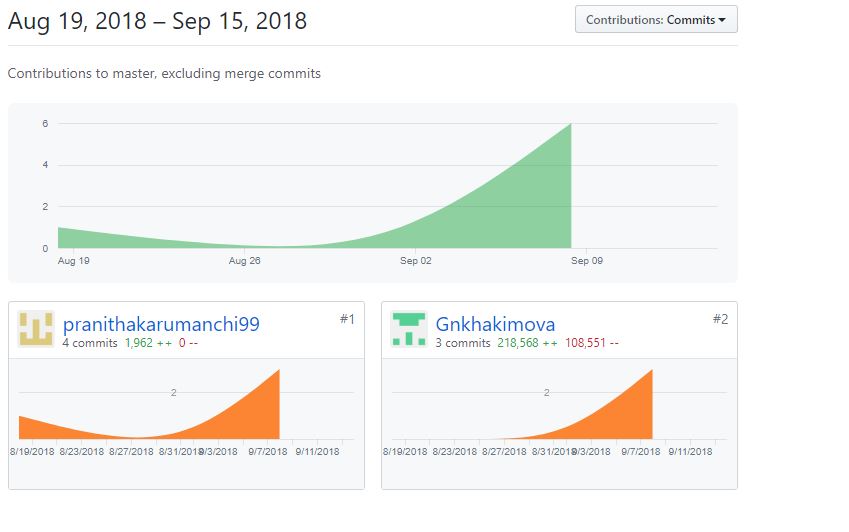 Aug 19, 2018 – Sep 15, 2018
Contributions: Commits
Contributions to master, excluding merge commits
6
4
2
0
Aug 19 Aug 26 Sep 02 Sep 09
pranithakarumanchi99 #1
4 commits 1,962 ++ 0 --
2
8/19/2018 8/23/2018 8/27/2018 8/31/2018 9/3/2018 9/7/2018 9/11/2018
Gnkhakimova #2
3 commits 218,568 ++ 108,551 --
2
8/19/2018 8/23/2018 8/27/2018 8/31/2018 9/3/2018 9/7/2018 9/11/2018